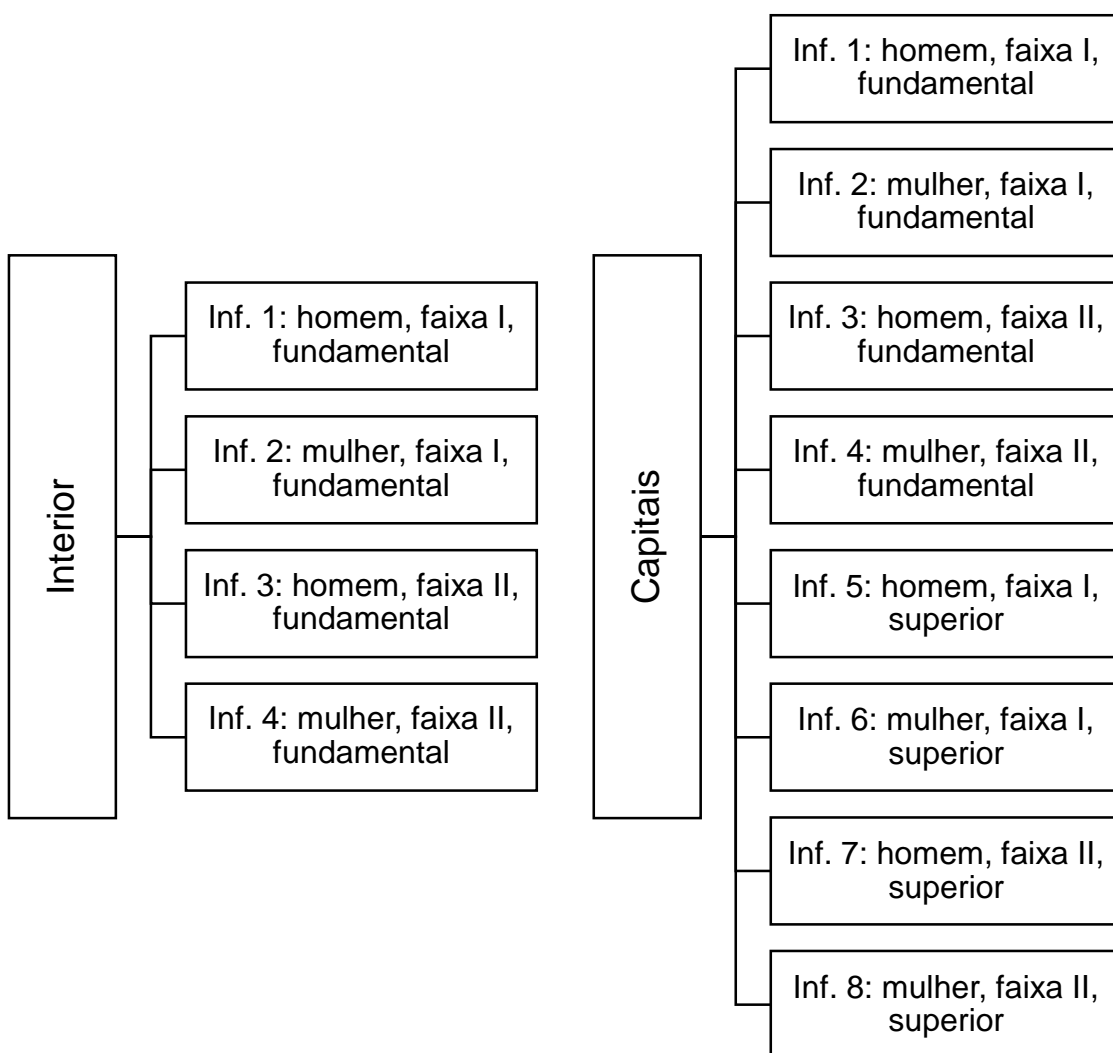 Interior
Inf. 1: homem, faixa I,
fundamental
Inf. 2: mulher, faixa I,
fundamental
Inf. 3: homem, faixa II,
fundamental
Inf. 4: mulher, faixa II,
fundamental
Capitais
Inf. 1: homem, faixa I,
fundamental
Inf. 2: mulher, faixa I,
fundamental
Inf. 3: homem, faixa II,
fundamental
Inf. 4: mulher, faixa II,
fundamental
Inf. 5: homem, faixa I,
superior
Inf. 6: mulher, faixa I,
superior
Inf. 7: homem, faixa II,
superior
Inf. 8: mulher, faixa II,
superior